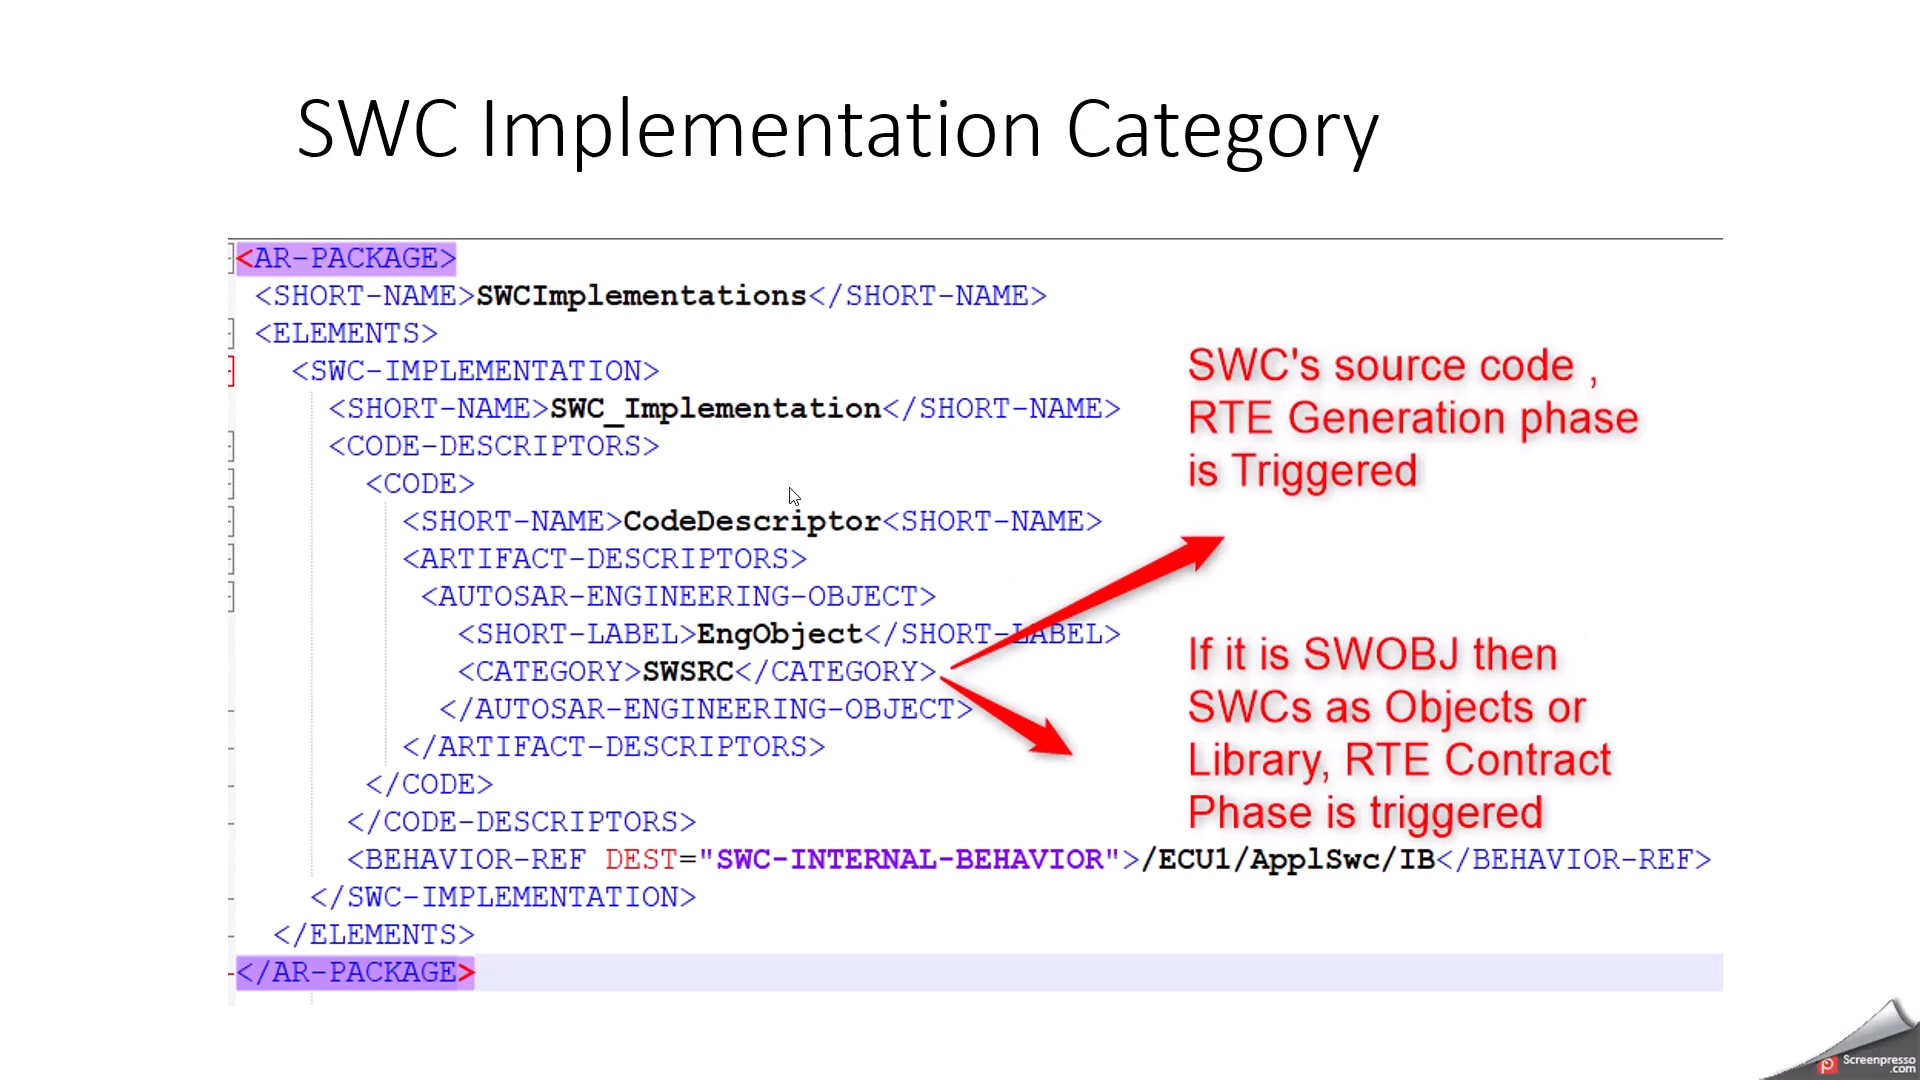 SWC Implementation Category
<AR-PACKAGE>
<SHORT-NAME>SWCImplementations</SHORT-NAME>
<ELEMENTS>
<SWC-IMPLEMENTATION>
<SHORT-NAME>SWC_Implementation</SHORT-NAME>
<CODE-DESCRIPTORS>
<CODE>
<SHORT-NAME>CodeDescriptor<SHORT-NAME>
<ARTIFACT-DESCRIPTORS>
<AUTOSAR-ENGINEERING-OBJECT>
<SHORT-LABEL>EngObject</SHORT-LABEL>
<CATEGORY>SWSRC</CATEGORY>
</AUTOSAR-ENGINEERING-OBJECT>
</ARTIFACT-DESCRIPTORS>
</CODE>
</CODE-DESCRIPTORS>
<BEHAVIOR-REF DEST="SWC-INTERNAL-BEHAVIOR">/ECU1/ApplSwc/IB</BEHAVIOR-REF>
</SWC-IMPLEMENTATION>
</ELEMENTS>
</AR-PACKAGE>
SWC's source code ,
RTE Generation phase
is Triggered
If it is SWOBJ then
SWCs as Objects or
Library, RTE Contract
Phase is triggered
Screenpresso
.com